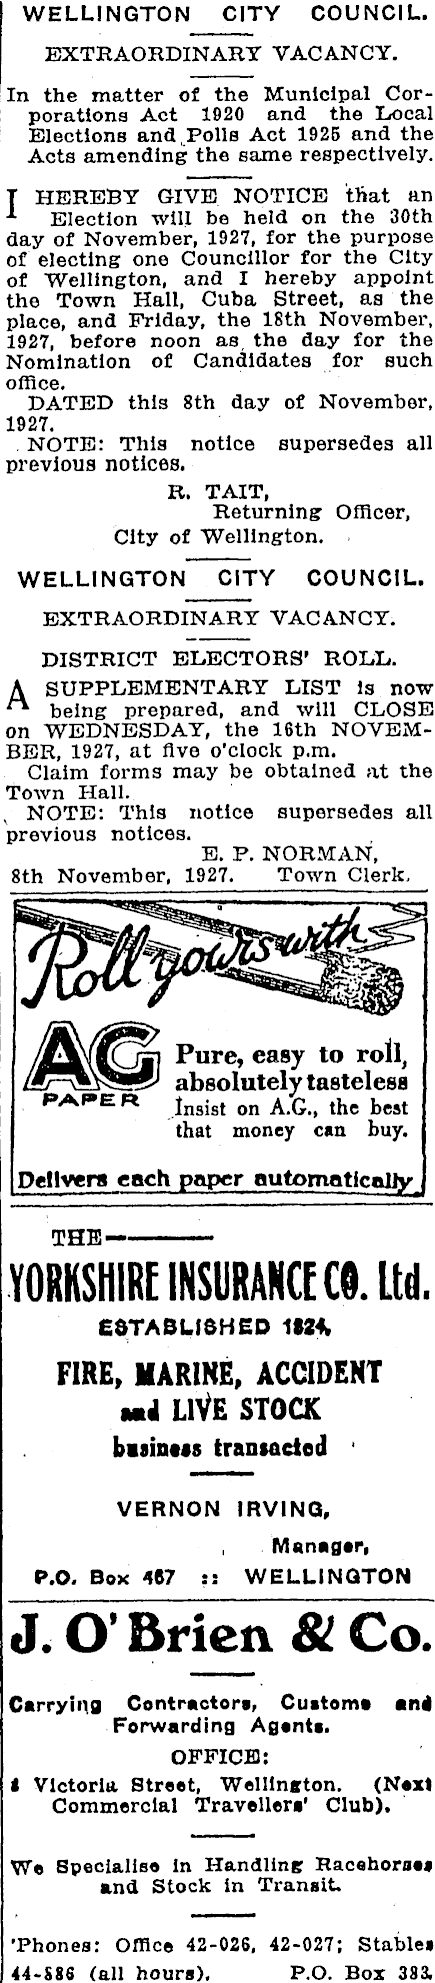 WELLINGTON CITY COUNCIL.
EXTRAORDINARY VACANCY.
In the matter of the Municipal Cor-
porations Act 1920 and the Local
Elections and Polls Act 1925 and the
Acts amending the same respectively.
I HEREBY GIVE NOTICE that an
Election will be held on the 30th
day of November, 1927, for the purpose
of electing one Councillor for the City
of Wellington, and I hereby appoint
the Town Hall, Cuba Street, as the
place, and Friday, the 18th November,
1927, before noon as the day for the
Nomination of Candidates for such
office.
DATED this 8th day of November,
1927.
NOTE: This notice supersedes all
previous notices.
R. TAIT,
Returning Officer,
City of Wellington.
WELLINGTON CITY COUNCIL.
EXTRAORDINARY VACANCY.
DISTRICT ELECTORS' ROLL.
A SUPPLEMENTARY LIST is now
being prepared, and will CLOSE
on WEDNESDAY, the 16th NOVEM-
BER, 1927, at five o'clock p.m.
Claim forms may be obtained at the
Town Hall.
NOTE: This notice supersedes all
previous notices.
E. P. NORMAN,
8th November, 1927. Town Clerk.
Roll yours with
AG
PAPER
Pure, easy to roll,
absolutely tasteless
Insist on A.G., the best
that money can buy.
Delivers each paper automatically
THE
YORKSHIRE INSURANCE CO. Ltd.
ESTABLISHED 1824,
FIRE, MARINE, ACCIDENT
and LIVE STOCK
business transacted
VERNON IRVING,
Manager,
P.O. Box 467 :: WELLINGTON
J. O'Brien & Co.
Carrying Contractors, Customs and
Forwarding Agents.
OFFICE:
Victoria Street, Wellington. (Next
Commercial Travellers' Club).
We Specialise in Handling Racehorses
and Stock in Transit.
'Phones: Office 42-026, 42-027; Stables
44-886 (all hours). P.O. Box 383.